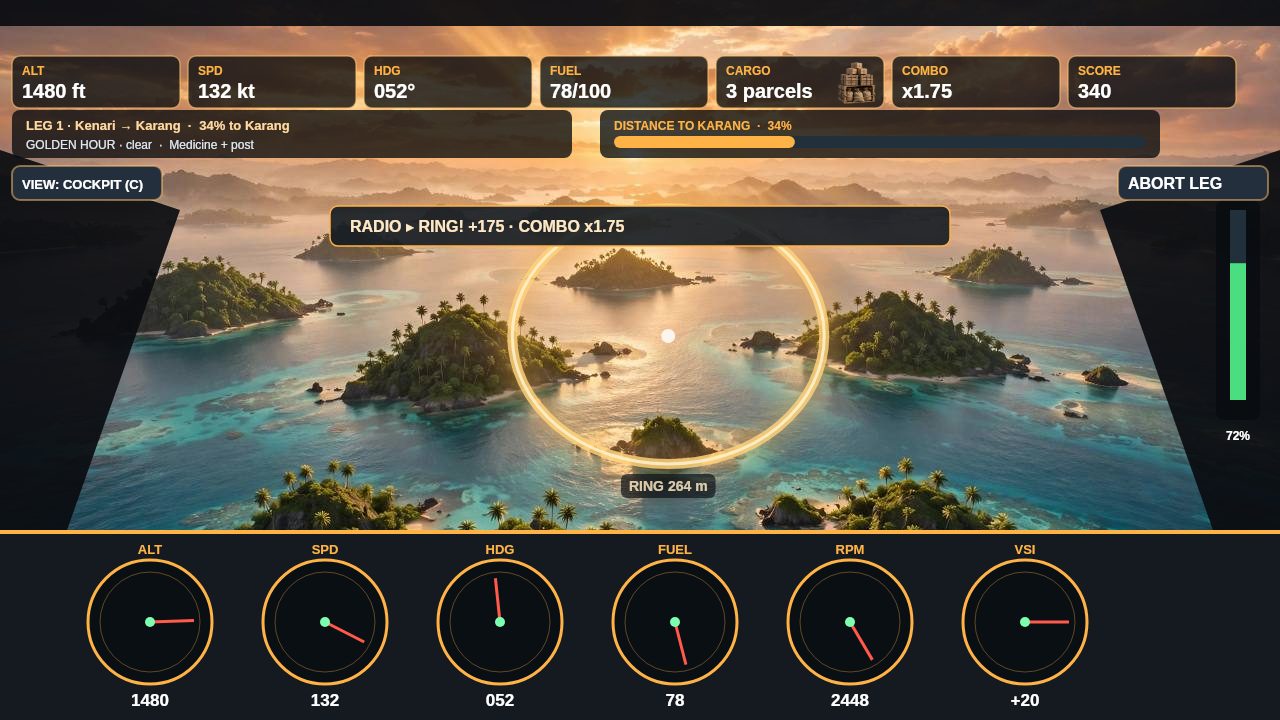 ALT
1480 ft
SPD
132 kt
HDG
052°
FUEL
78/100
CARGO
3 parcels
COMBO
x1.75
SCORE
340
LEG 1 · Kenari → Karang · 34% to Karang
GOLDEN HOUR · clear · Medicine + post
DISTANCE TO KARANG · 34%
VIEW: COCKPIT (C)
ABORT LEG
RADIO ▸ RING! +175 · COMBO x1.75
72%
RING 264 m
ALT
SPD
HDG
FUEL
RPM
VSI
1480
132
052
78
2448
+20